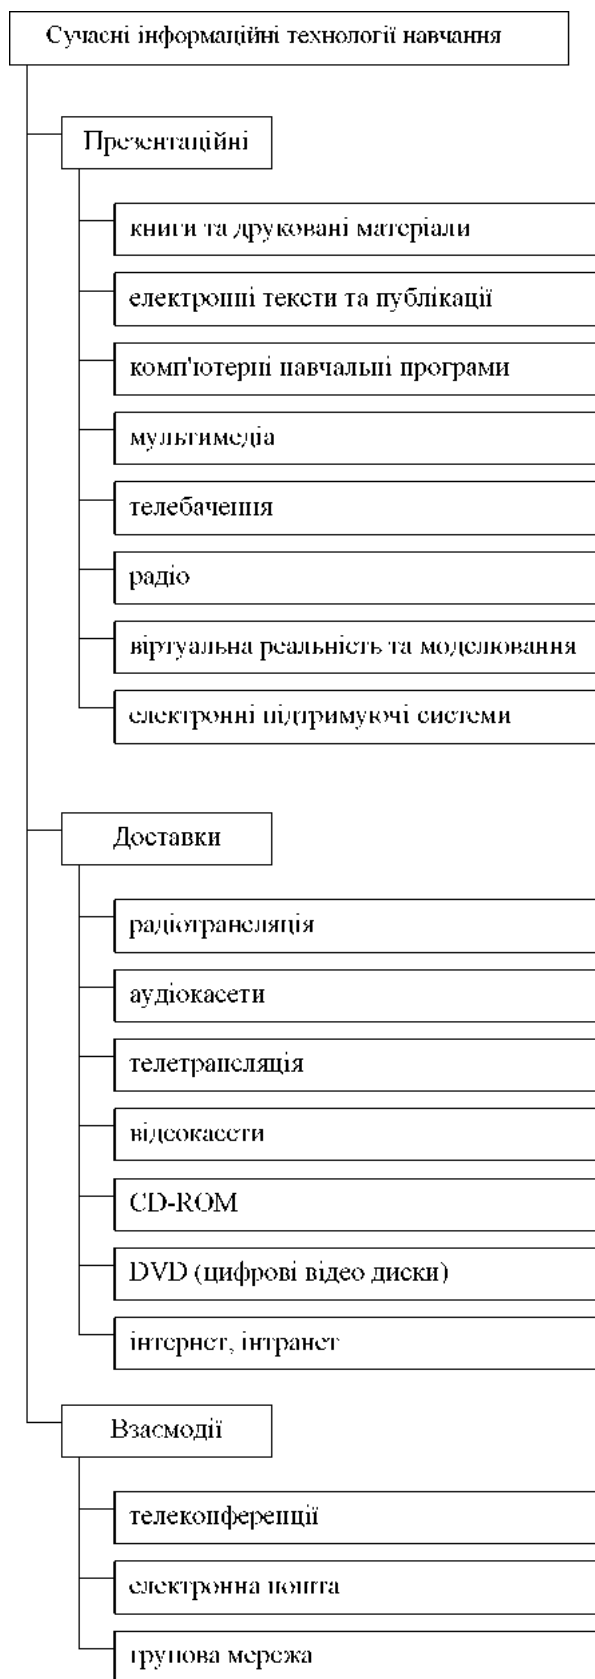 Сучасні інформаційні технології навчання
Презентаційні
книги та друковані матеріали
електронні тексти та публікації
комп'ютерні навчальні програми
мультимедіа
телебачення
радіо
віртуальна реальність та моделювання
електронні підтримуючі системи
Доставки
радіотрансляція
аудіокасети
телетрансляція
відеокасети
CD-ROM
DVD (цифрові відео диски)
інтернет, інтранет
Взаємодії
телеконференції
електронна пошта
групова мережа